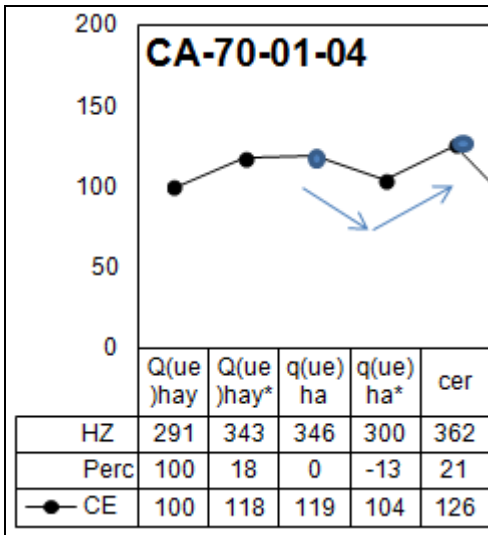 CA-70-01-04
200
150
100
50
0
Q(ue Q(ue q(ue) q(ue) cer
)hay )hay* ha ha*
HZ 291 343 346 300 362
Perc 100 18 0 -13 21
CE 100 118 119 104 126